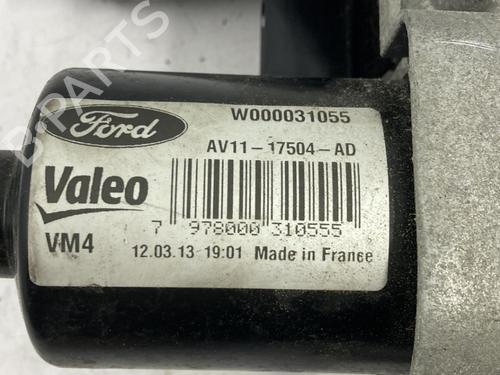 Ford
W000031055
AV11-17504-AD
Valeo
7 978000 310555
VM4
12.03.13 19:01 Made in France
B-PARTS